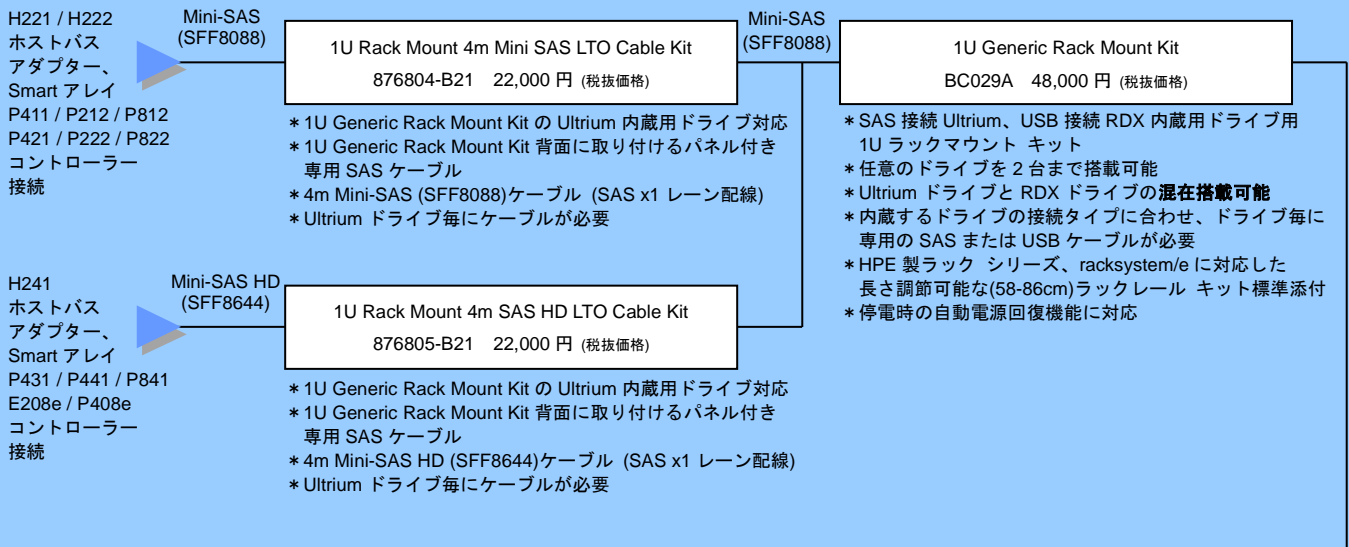 H221 / H222
ホストバス
アダプター、
Smart アレイ
P411 / P212 / P812
P421 / P222 / P822
コントローラー
接続
Mini-SAS
(SFF8088)
1U Rack Mount 4m Mini SAS LTO Cable Kit
876804-B21 22,000 円 (税抜価格)
*1U Generic Rack Mount Kit の Ultrium 内蔵用ドライブ対応
*1U Generic Rack Mount Kit 背面に取り付けるパネル付き
専用 SAS ケーブル
*4m Mini-SAS (SFF8088)ケーブル (SAS x1 レーン配線)
*Ultrium ドライブ毎にケーブルが必要
Mini-SAS
(SFF8088)
1U Generic Rack Mount Kit
BC029A 48,000 円 (税抜価格)
*SAS 接続 Ultrium、USB 接続 RDX 内蔵用ドライブ用
1U ラックマウント キット
*任意のドライブを 2 台まで搭載可能
*Ultrium ドライブと RDX ドライブの混在搭載可能
*内蔵するドライブの接続タイプに合わせ、ドライブ毎に
専用の SAS または USB ケーブルが必要
*HPE 製ラック シリーズ、racksystem/e に対応した
長さ調節可能な(58-86cm)ラックレール キット標準添付
*停電時の自動電源回復機能に対応
H241
ホストバス
アダプター、
Smart アレイ
P431 / P441 / P841
E208e / P408e
コントローラー
接続
Mini-SAS HD
(SFF8644)
1U Rack Mount 4m SAS HD LTO Cable Kit
876805-B21 22,000 円 (税抜価格)
*1U Generic Rack Mount Kit の Ultrium 内蔵用ドライブ対応
*1U Generic Rack Mount Kit 背面に取り付けるパネル付き
専用 SAS ケーブル
*4m Mini-SAS HD (SFF8644)ケーブル (SAS x1 レーン配線)
*Ultrium ドライブ毎にケーブルが必要